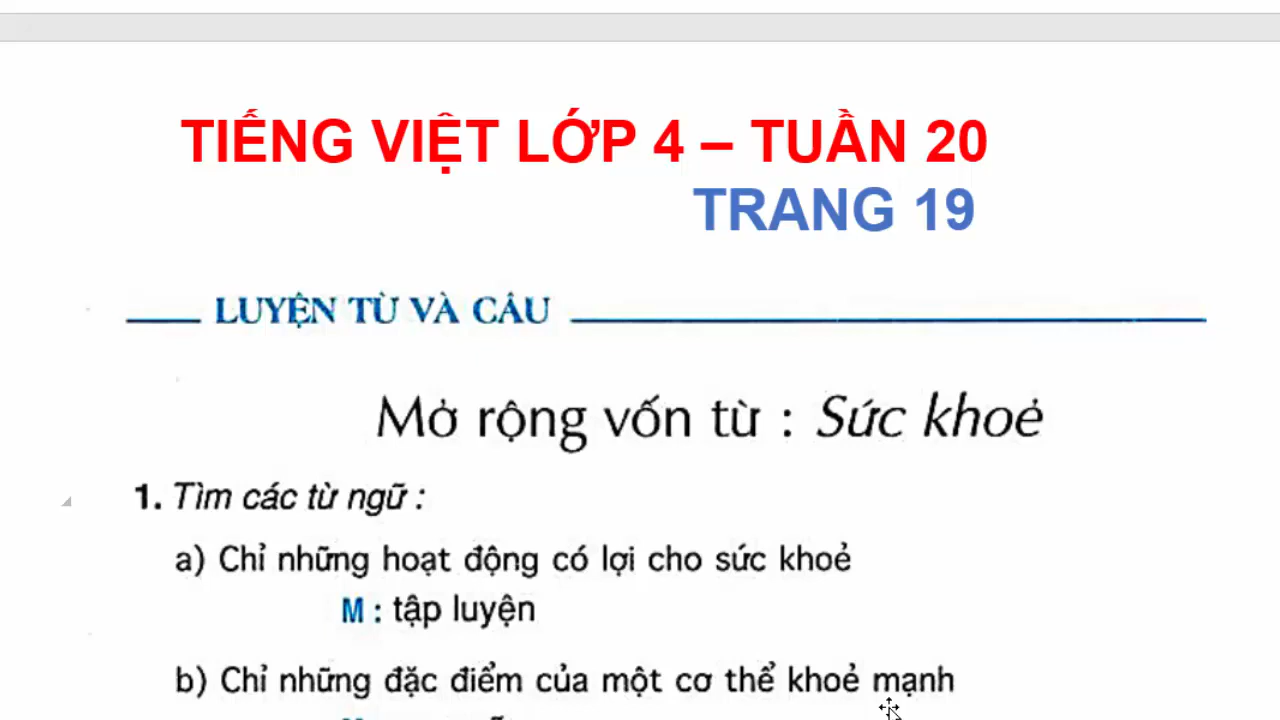 TIẾNG VIỆT LỚP 4 – TUẦN 20
TRANG 19
LUYỆN TỪ VÀ CÂU
Mở rộng vốn từ : Sức khoẻ
1. Tìm các từ ngữ :
a) Chỉ những hoạt động có lợi cho sức khoẻ
M : tập luyện
b) Chỉ những đặc điểm của một cơ thể khoẻ mạnh